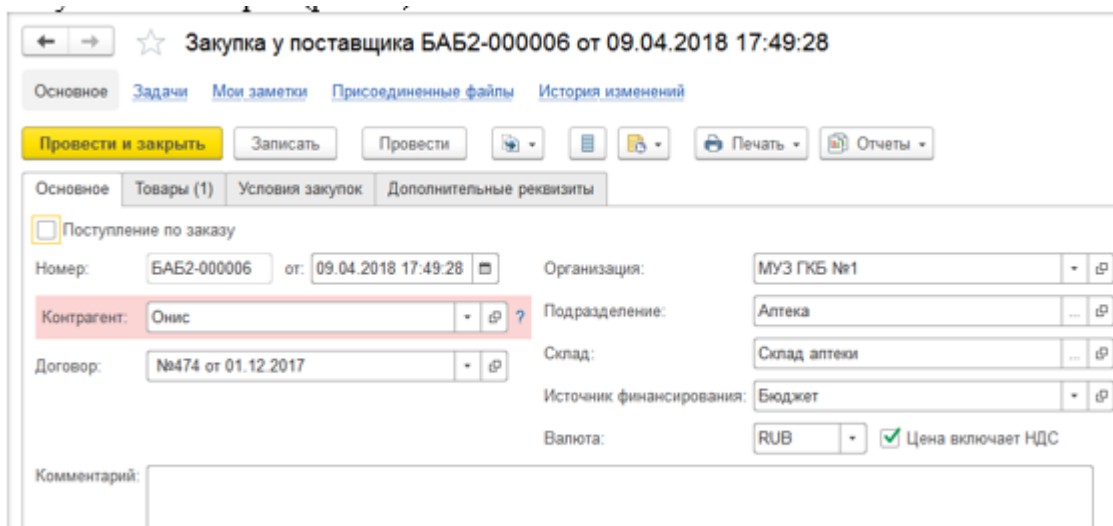 Закупка у поставщика БАБ2-000006 от 09.04.2018 17:49:28
Основное Задачи Мои заметки Присоединенные файлы История изменений
Провести и закрыть Записать Провести Печать Отчеты
Основное Товары (1) Условия закупок Дополнительные реквизиты
Поступление по заказу
Номер: БАБ2-000006 от: 09.04.2018 17:49:28 Организация: МУЗ ГКБ №1
Контрагент: Онис ? Подразделение: Аптека ...
Договор: №474 от 01.12.2017 Склад: Склад аптеки ...
Источник финансирования: Бюджет
Валюта: RUB Цена включает НДС
Комментарий: